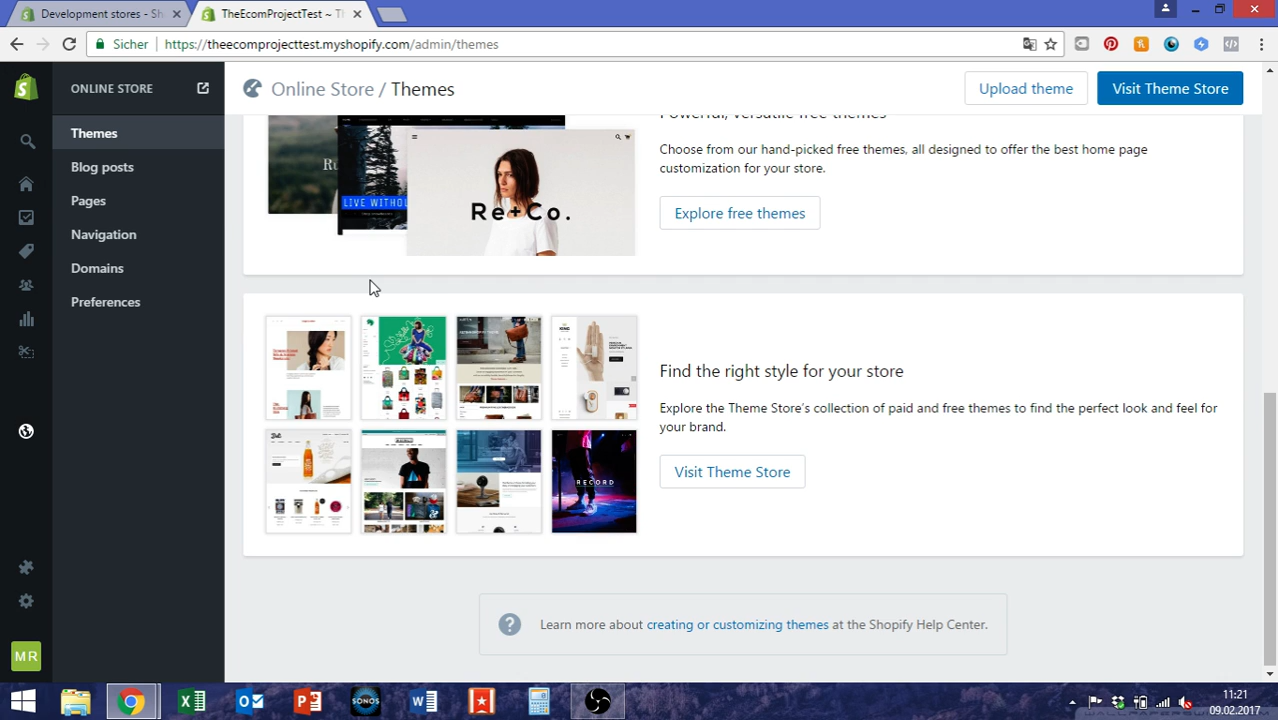 Development stores - Sh
TheEcomProjectTest ~ T
Sicher
https://theecomprojecttest.myshopify.com/admin/themes
ONLINE STORE
Online Store / Themes
Upload theme
Visit Theme Store
Themes
Blog posts
Pages
Navigation
Domains
Preferences
Powerful, versatile free themes
Choose from our hand-picked free themes, all designed to offer the best home page
customization for your store.
Explore free themes
LIVE WITHOU
Re+Co.
Find the right style for your store
Explore the Theme Store's collection of paid and free themes to find the perfect look and feel for
your brand.
Visit Theme Store
RECORD
Learn more about creating or customizing themes at the Shopify Help Center.
MR
SONOS
11:21
09.02.2017